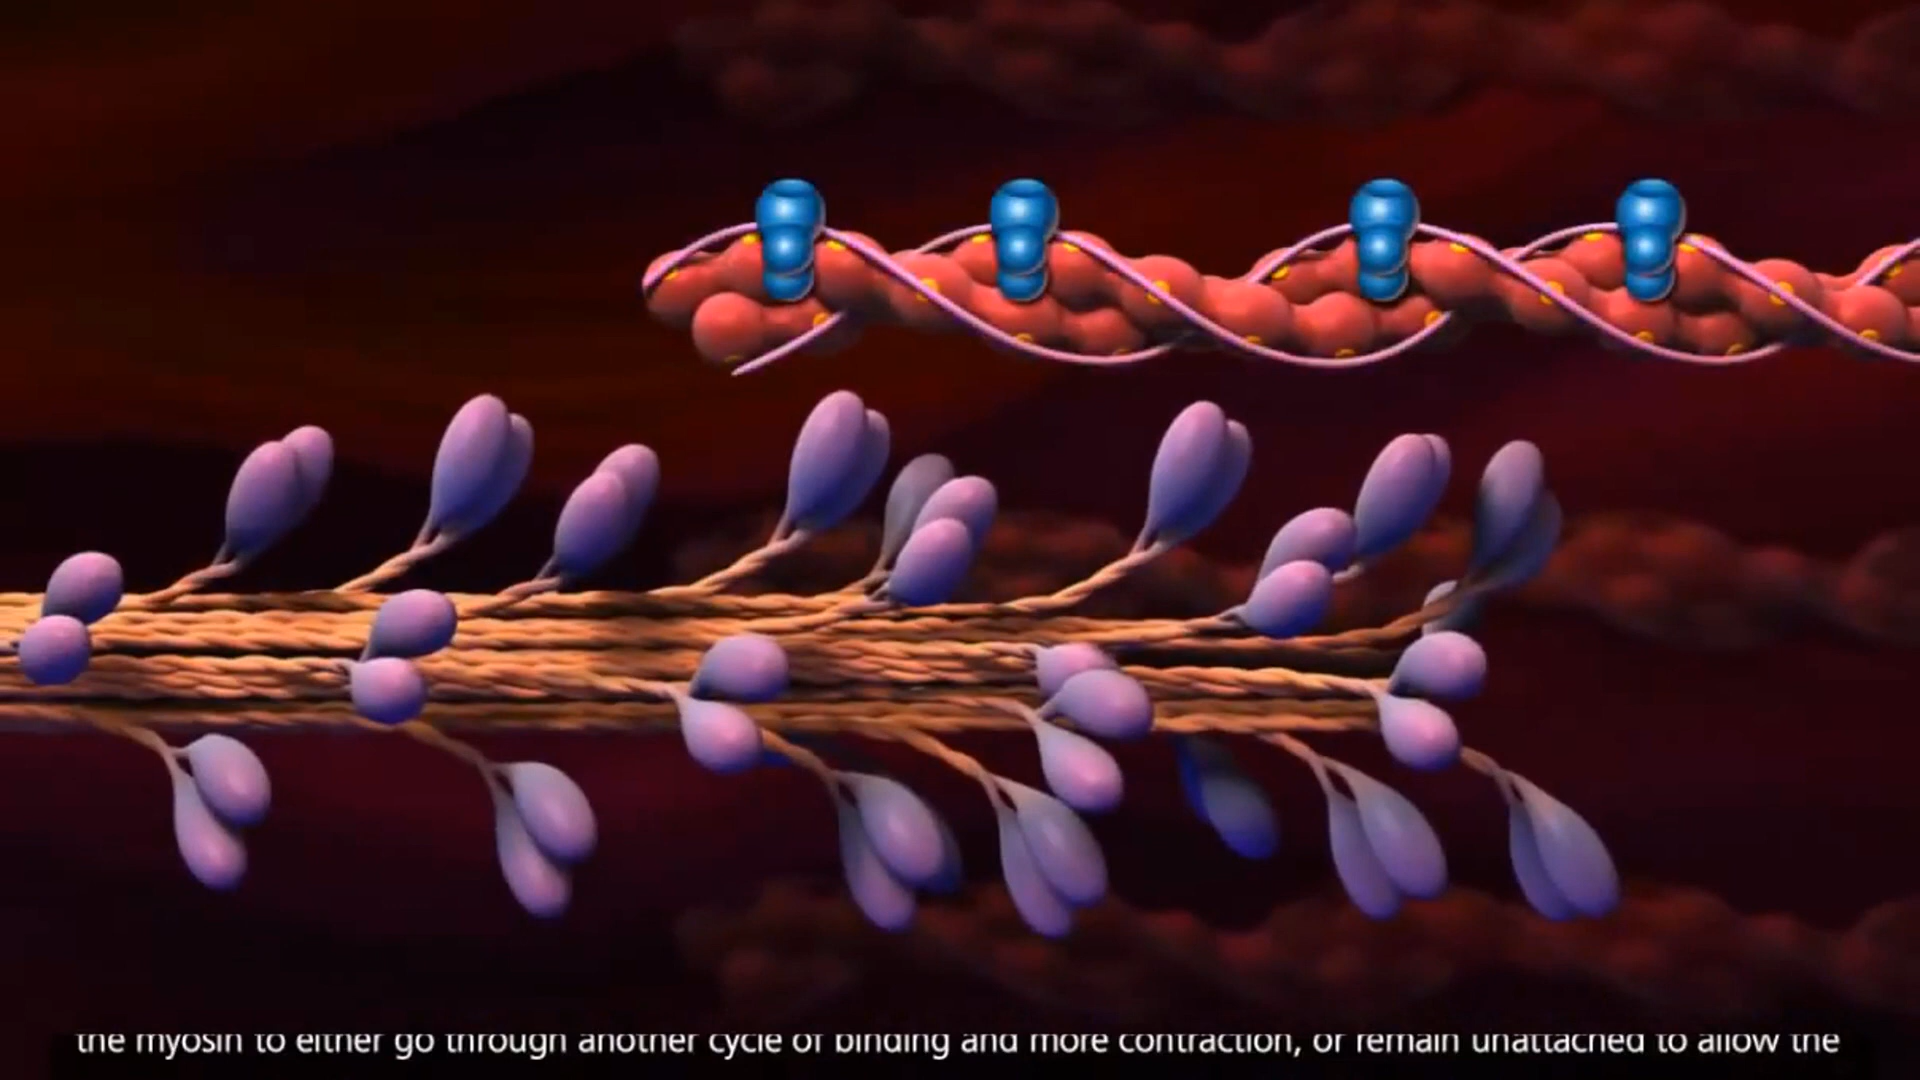 the myosin to either go through another cycle of binding and more contraction, or remain unattached to allow the